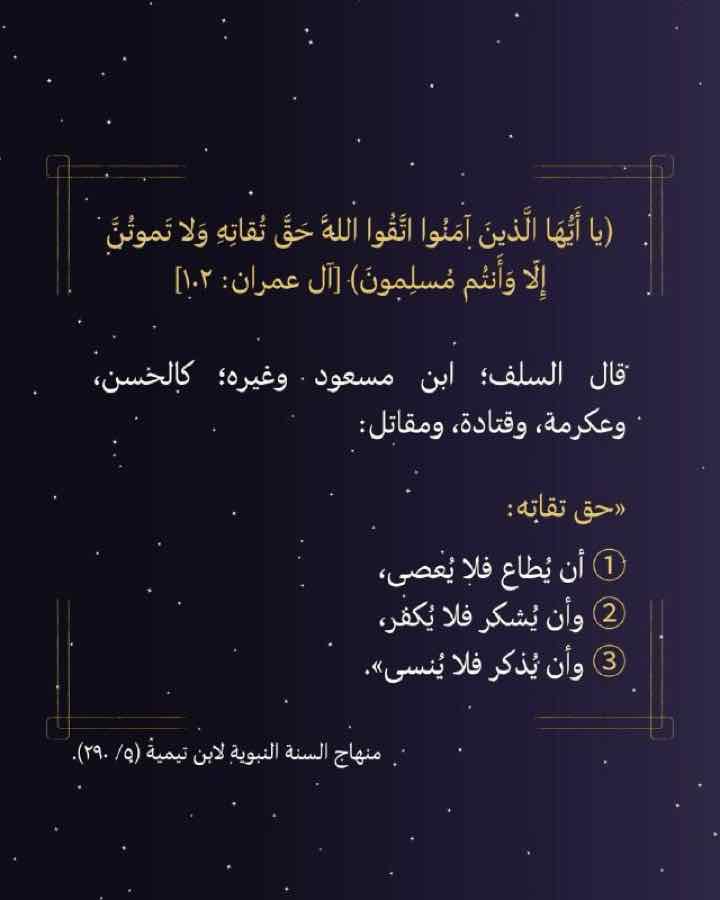 (يا أَيُّهَا الَّذينَ آمَنُوا اتَّقُوا اللهَّ حَقَّ تُقاتِهِ وَلا تَموتُنَّ
إِلّا وَأَنتُم مُسلِمونَ) [آل عمران: ١٠٢]
قال السلف؛ ابن مسعود وغيره؛ كالحسن،
وعكرمة، وقتادة، ومقاتل:
«حق تقاته:
① أن يُطاع فلا يُعصى،
② وأن يُشكر فلا يُكفر،
③ وأن يُذكر فلا يُنسى».
منهاج السنة النبوية لابن تيمية (٥/ ٢٩٠).